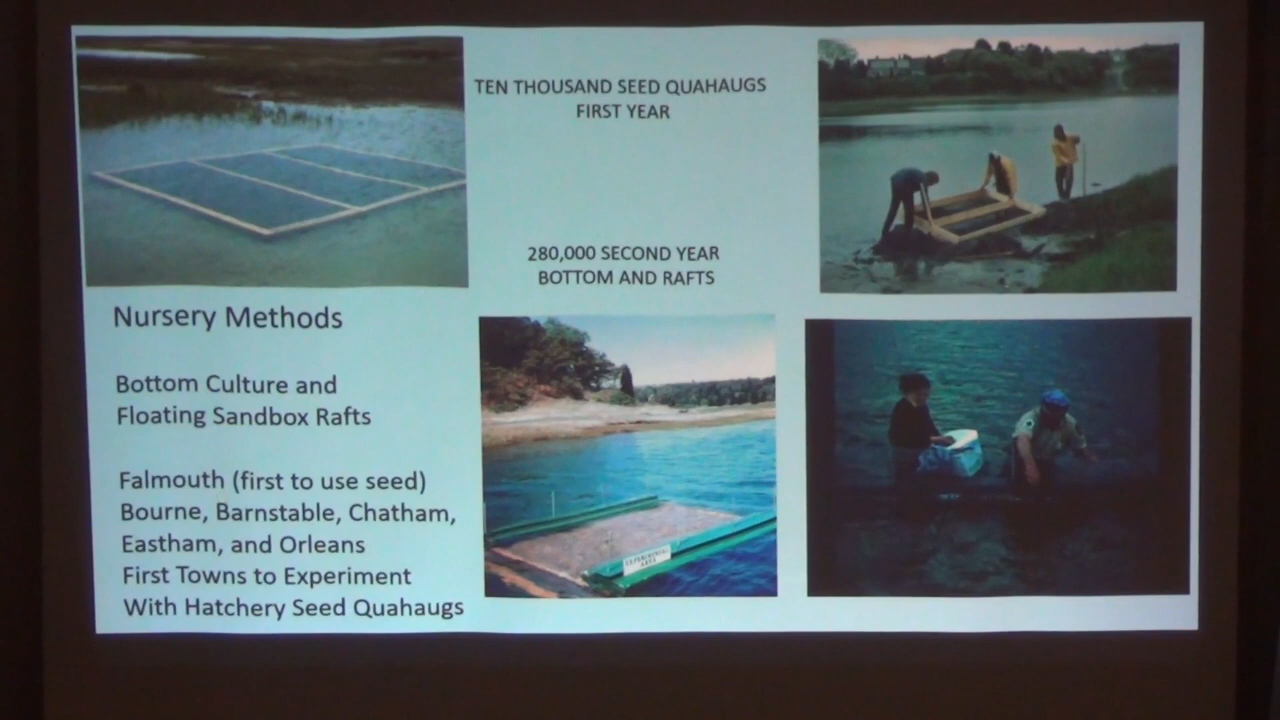 TEN THOUSAND SEED QUAHAUGS
FIRST YEAR
280,000 SECOND YEAR
BOTTOM AND RAFTS
Nursery Methods
Bottom Culture and
Floating Sandbox Rafts
Falmouth (first to use seed)
Bourne, Barnstable, Chatham,
Eastham, and Orleans
First Towns to Experiment
With Hatchery Seed Quahaugs
EXPERIMENTAL
AREA